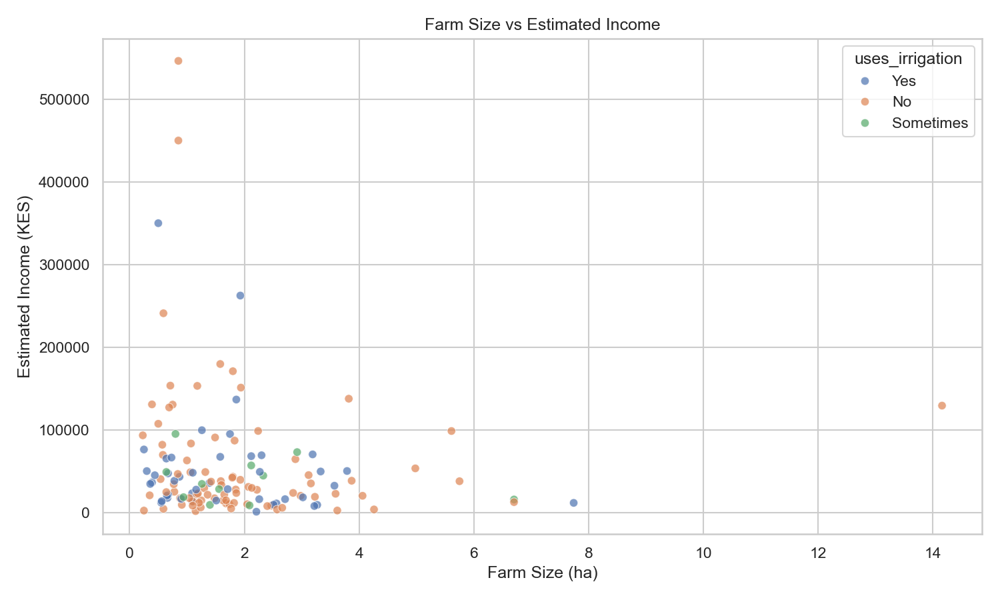 Farm Size vs Estimated Income
uses_irrigation
Yes
No
Sometimes
Estimated Income (KES)
500000
400000
300000
200000
100000
0
0 2 4 6 8 10 12 14
Farm Size (ha)